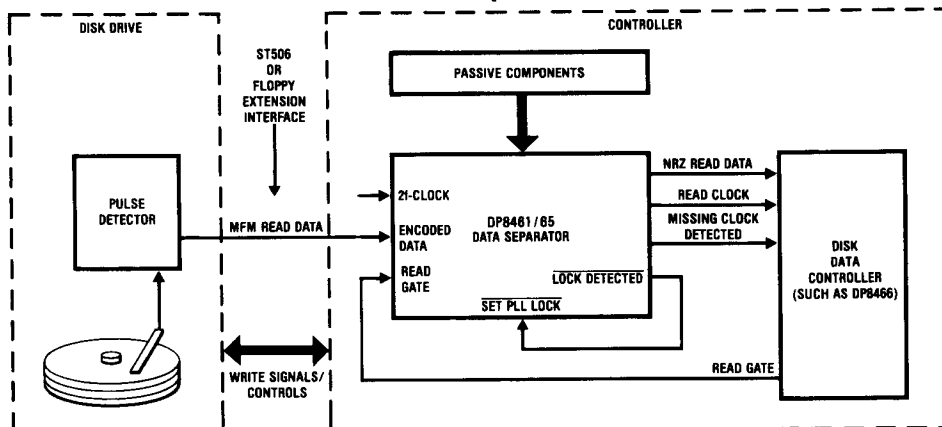 DISK DRIVE
CONTROLLER
ST506
OR
FLOPPY
EXTENSION
INTERFACE
PASSIVE COMPONENTS
PULSE
DETECTOR
MFM READ DATA
2f-CLOCK
ENCODED
DATA
READ
GATE
DP8461/65
DATA SEPARATOR
LOCK DETECTED
SET PLL LOCK
NRZ READ DATA
READ CLOCK
MISSING CLOCK
DETECTED
DISK
DATA
CONTROLLER
(SUCH AS DP8466)
WRITE SIGNALS/
CONTROLS
READ GATE